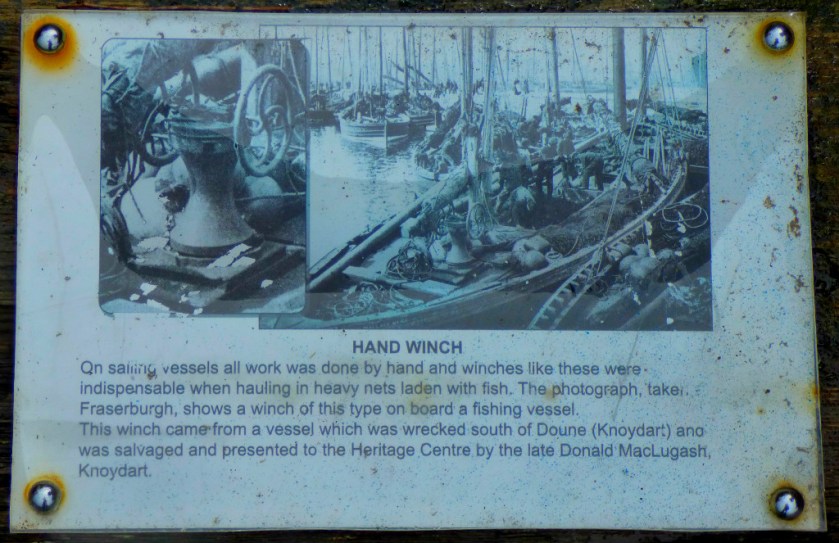 HAND WINCH
On sailing vessels all work was done by hand and winches like these were
indispensable when hauling in heavy nets laden with fish. The photograph, taken
Fraserburgh, shows a winch of this type on board a fishing vessel.
This winch came from a vessel which was wrecked south of Doune (Knoydart) and
was salvaged and presented to the Heritage Centre by the late Donald MacLugash,
Knoydart.